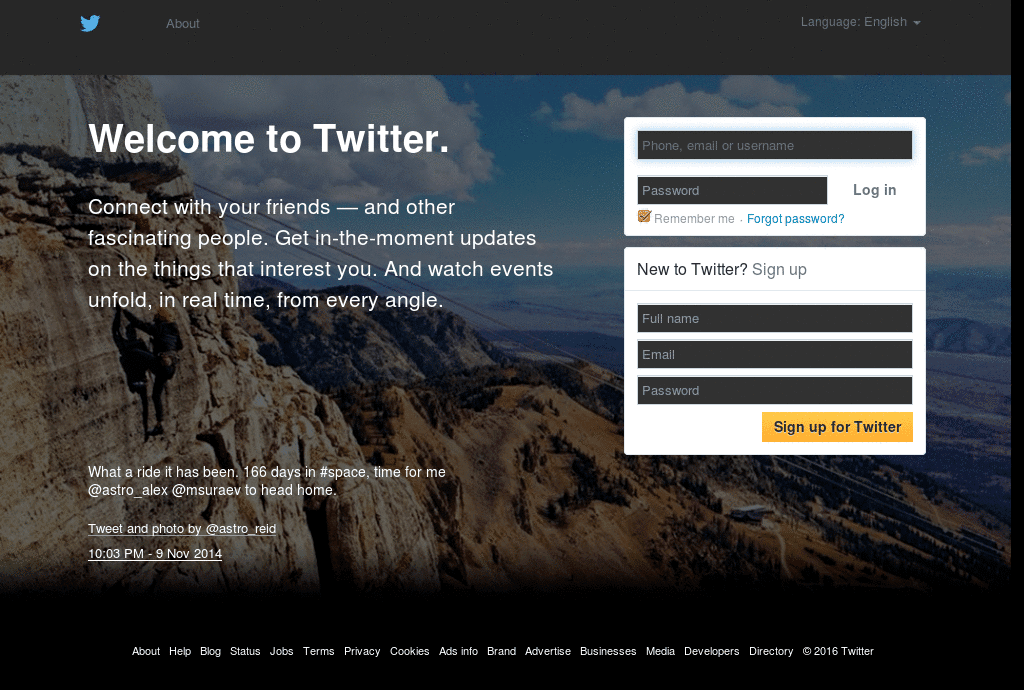 About
Language: English
Welcome to Twitter.
Connect with your friends — and other
fascinating people. Get in-the-moment updates
on the things that interest you. And watch events
unfold, in real time, from every angle.
What a ride it has been. 166 days in #space, time for me
@astro_alex @msuraev to head home.
Tweet and photo by @astro_reid
10:03 PM - 9 Nov 2014
Phone, email or username
Password
Log in
Remember me · Forgot password?
New to Twitter? Sign up
Full name
Email
Password
Sign up for Twitter
About Help Blog Status Jobs Terms Privacy Cookies Ads info Brand Advertise Businesses Media Developers Directory © 2016 Twitter